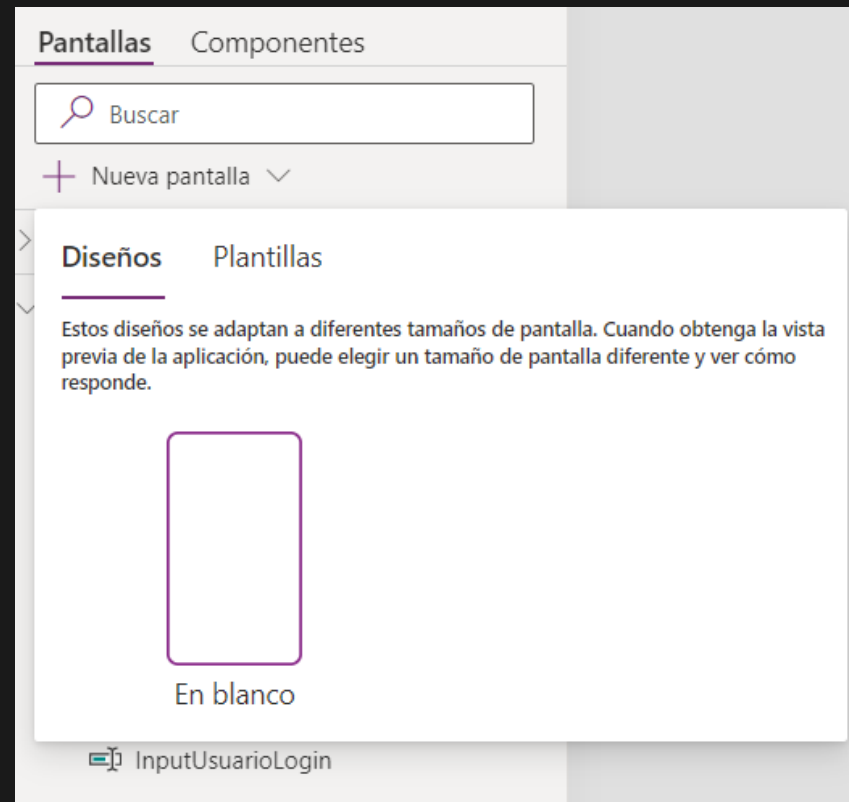 Pantallas Componentes
Buscar
Nueva pantalla
Diseños Plantillas
Estos diseños se adaptan a diferentes tamaños de pantalla. Cuando obtenga la vista
previa de la aplicación, puede elegir un tamaño de pantalla diferente y ver cómo
responde.
En blanco
InputUsuarioLogin